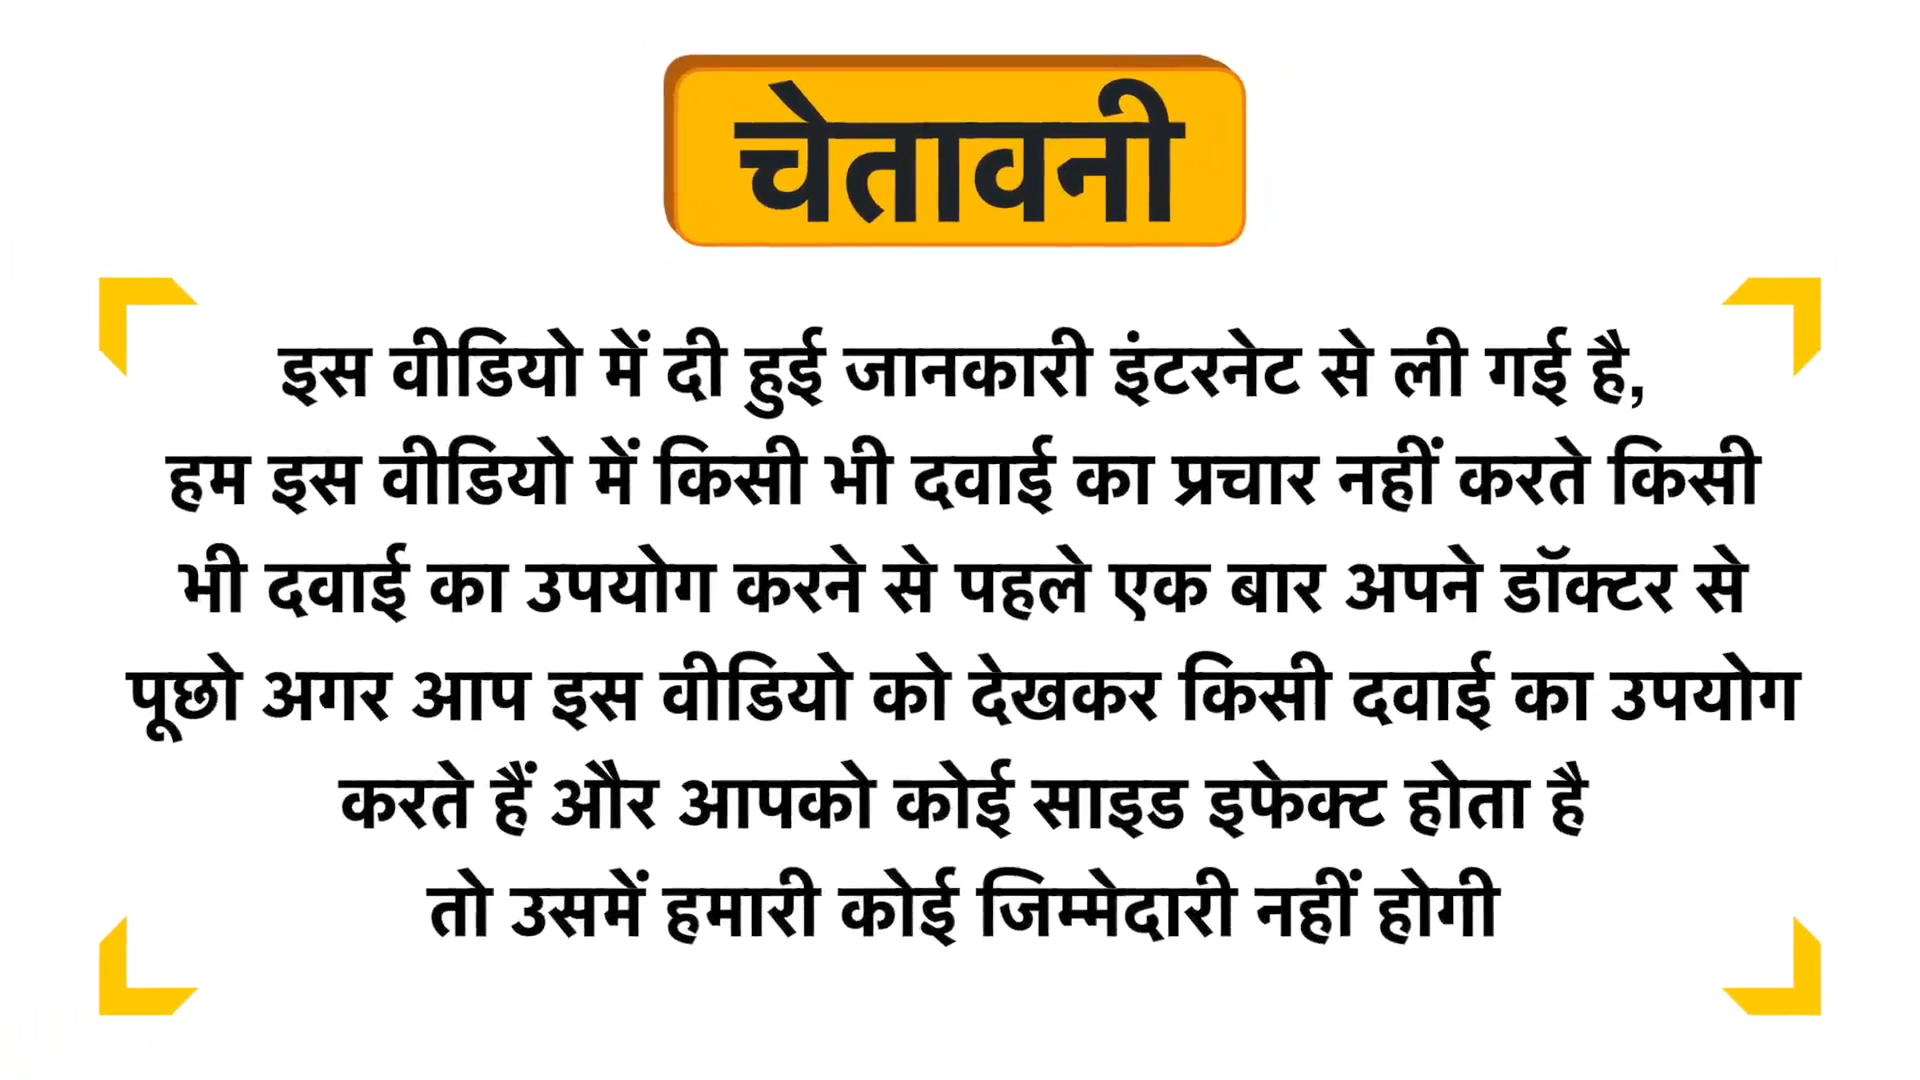 चेतावनी
इस वीडियो में दी हुई जानकारी इंटरनेट से ली गई है,
हम इस वीडियो में किसी भी दवाई का प्रचार नहीं करते किसी
भी दवाई का उपयोग करने से पहले एक बार अपने डॉक्टर से
पूछो अगर आप इस वीडियो को देखकर किसी दवाई का उपयोग
करते हैं और आपको कोई साइड इफेक्ट होता है
तो उसमें हमारी कोई जिम्मेदारी नहीं होगी